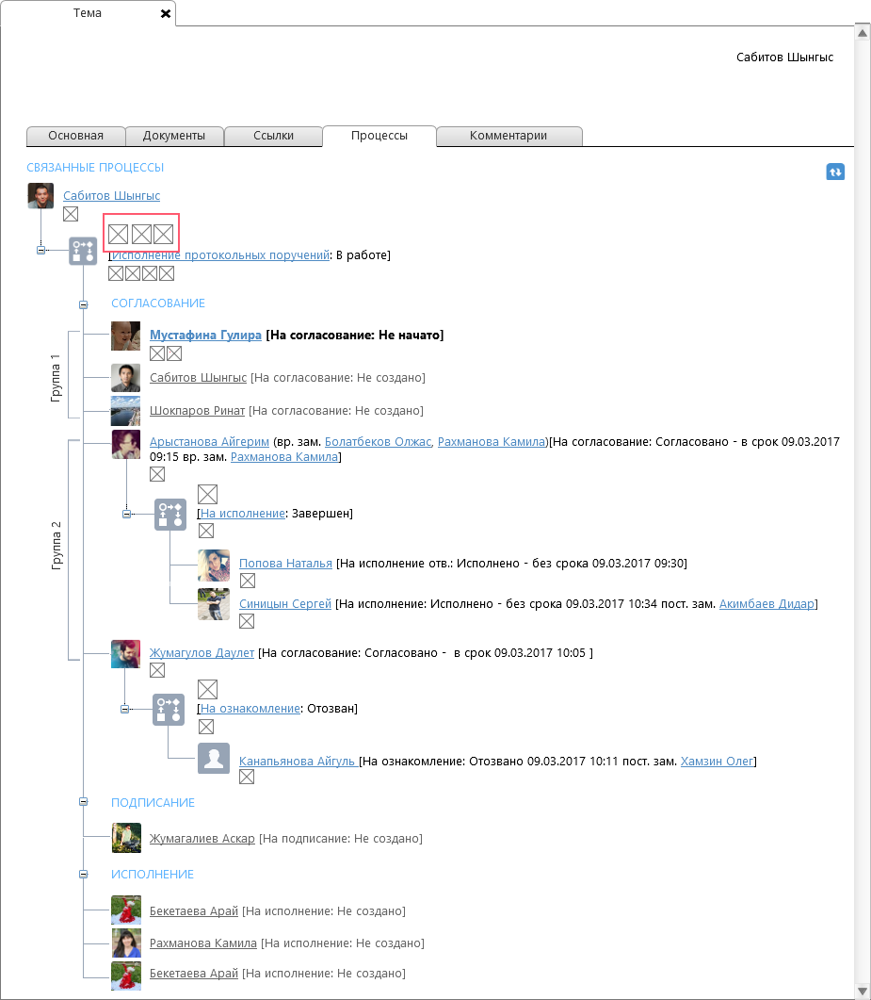 Тема
Сабитов Шынгыс
Основная
Документы
Ссылки
Процессы
Комментарии
СВЯЗАННЫЕ ПРОЦЕССЫ
Сабитов Шынгыс
[Исполнение протокольных поручений: В работе]
СОГЛАСОВАНИЕ
Группа 1
Мустафина Гулира [На согласование: Не начато]
Сабитов Шынгыс [На согласование: Не создано]
Шокпаров Ринат [На согласование: Не создано]
Группа 2
Арыстанова Айгерим (вр. зам. Болатбеков Олжас, Рахманова Камила)[На согласование: Согласовано - в срок 09.03.2017
09:15 вр. зам. Рахманова Камила]
[На исполнение: Завершен]
Попова Наталья [На исполнение отв.: Исполнено - без срока 09.03.2017 09:30]
Синицын Сергей [На исполнение: Исполнено - без срока 09.03.2017 10:34 пост. зам. Акимбаев Дидар]
Жумагулов Даулет [На согласование: Согласовано - в срок 09.03.2017 10:05 ]
[На ознакомление: Отозван]
Канапьянова Айгуль [На ознакомление: Отозвано 09.03.2017 10:11 пост. зам. Хамзин Олег]
ПОДПИСАНИЕ
Жумагалиев Аскар [На подписание: Не создано]
ИСПОЛНЕНИЕ
Бекетаева Арай [На исполнение: Не создано]
Рахманова Камила [На исполнение: Не создано]
Бекетаева Арай [На исполнение: Не создано]